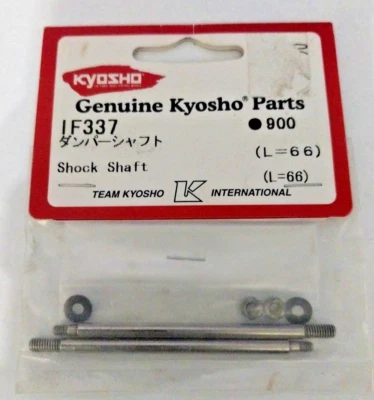 KYOSHO
Genuine Kyosho® Parts
IF337 ●900
ダンパーシャフト (L=66)
Shock Shaft (L=66)
TEAM KYOSHO K INTERNATIONAL